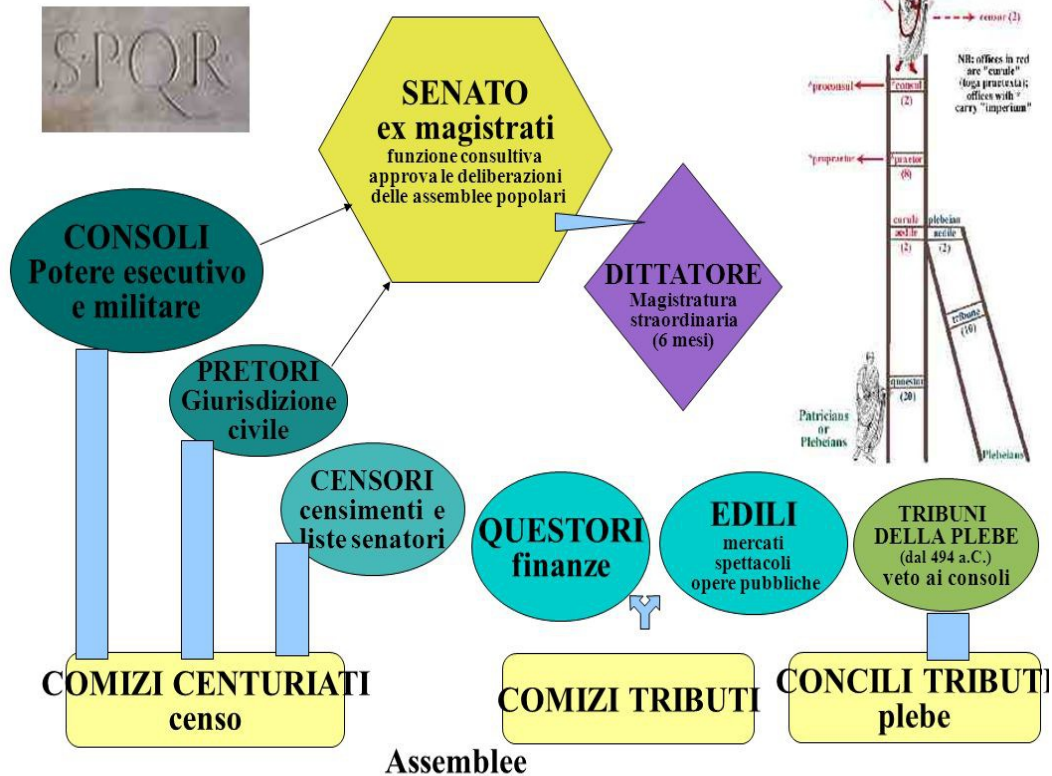 S·P·Q·R·
SENATO
ex magistrati
funzione consultiva
approva le deliberazioni
delle assemblee popolari
CONSOLI
Potere esecutivo
e militare
PRETORI
Giurisdizione
civile
CENSORI
censimenti e
liste senatori
DITTATORE
Magistratura
straordinaria
(6 mesi)
censor (2)
NB: offices in red
are "curule"
(toga praetexta);
offices with *
carry "imperium"
*proconsul
*consul
(2)
*propraetor
*praetor
(8)
curule
aedile
(2)
plebeian
aedile
(2)
tribune
(10)
quaestor
(20)
Patricians
or
Plebeians
Plebeians
QUESTORI
finanze
EDILI
mercati
spettacoli
opere pubbliche
TRIBUNI
DELLA PLEBE
(dal 494 a.C.)
veto ai consoli
COMIZI CENTURIATI
censo
COMIZI TRIBUTI
CONCILI TRIBUTI
plebe
Assemblee